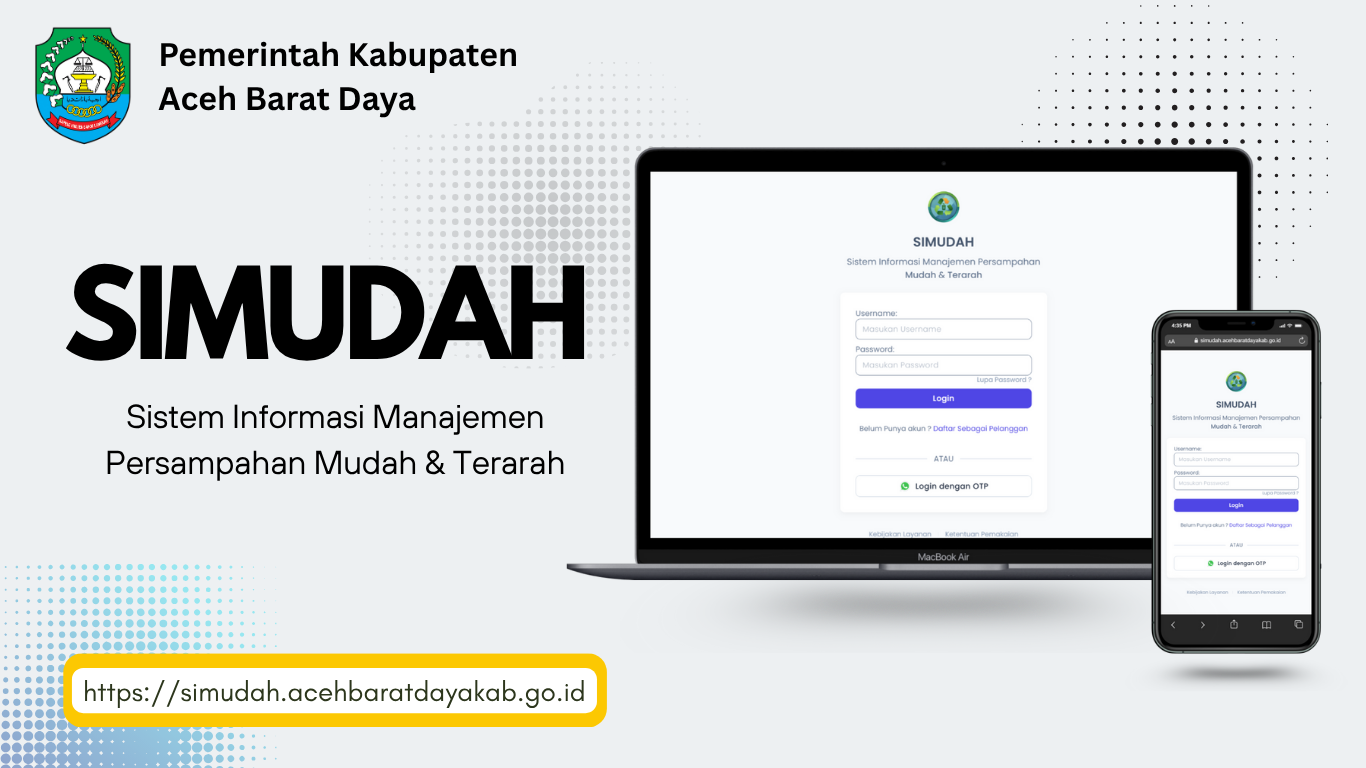 Pemerintah Kabupaten
Aceh Barat Daya
SIMUDAH
Sistem Informasi Manajemen
Persampahan Mudah & Terarah
https://simudah.acehbaratdayakab.go.id
SIMUDAH
Sistem Informasi Manajemen Persampahan
Mudah & Terarah
Username:
Masukan Username
Password:
Masukan Password
Lupa Password ?
Login
Belum Punya akun ? Daftar Sebagai Pelanggan
ATAU
Login dengan OTP
Kebijakan Layanan Ketentuan Pemakaian
MacBook Air
4:35 PM
AA simudah.acehbaratdayakab.go.id
SIMUDAH
Sistem Informasi Manajemen Persampahan
Mudah & Terarah
Username:
Masukan Username
Password:
Masukan Password
Lupa Password ?
Login
Belum Punya akun ? Daftar Sebagai Pelanggan
ATAU
Login dengan OTP
Kebijakan Layanan Ketentuan Pemakaian